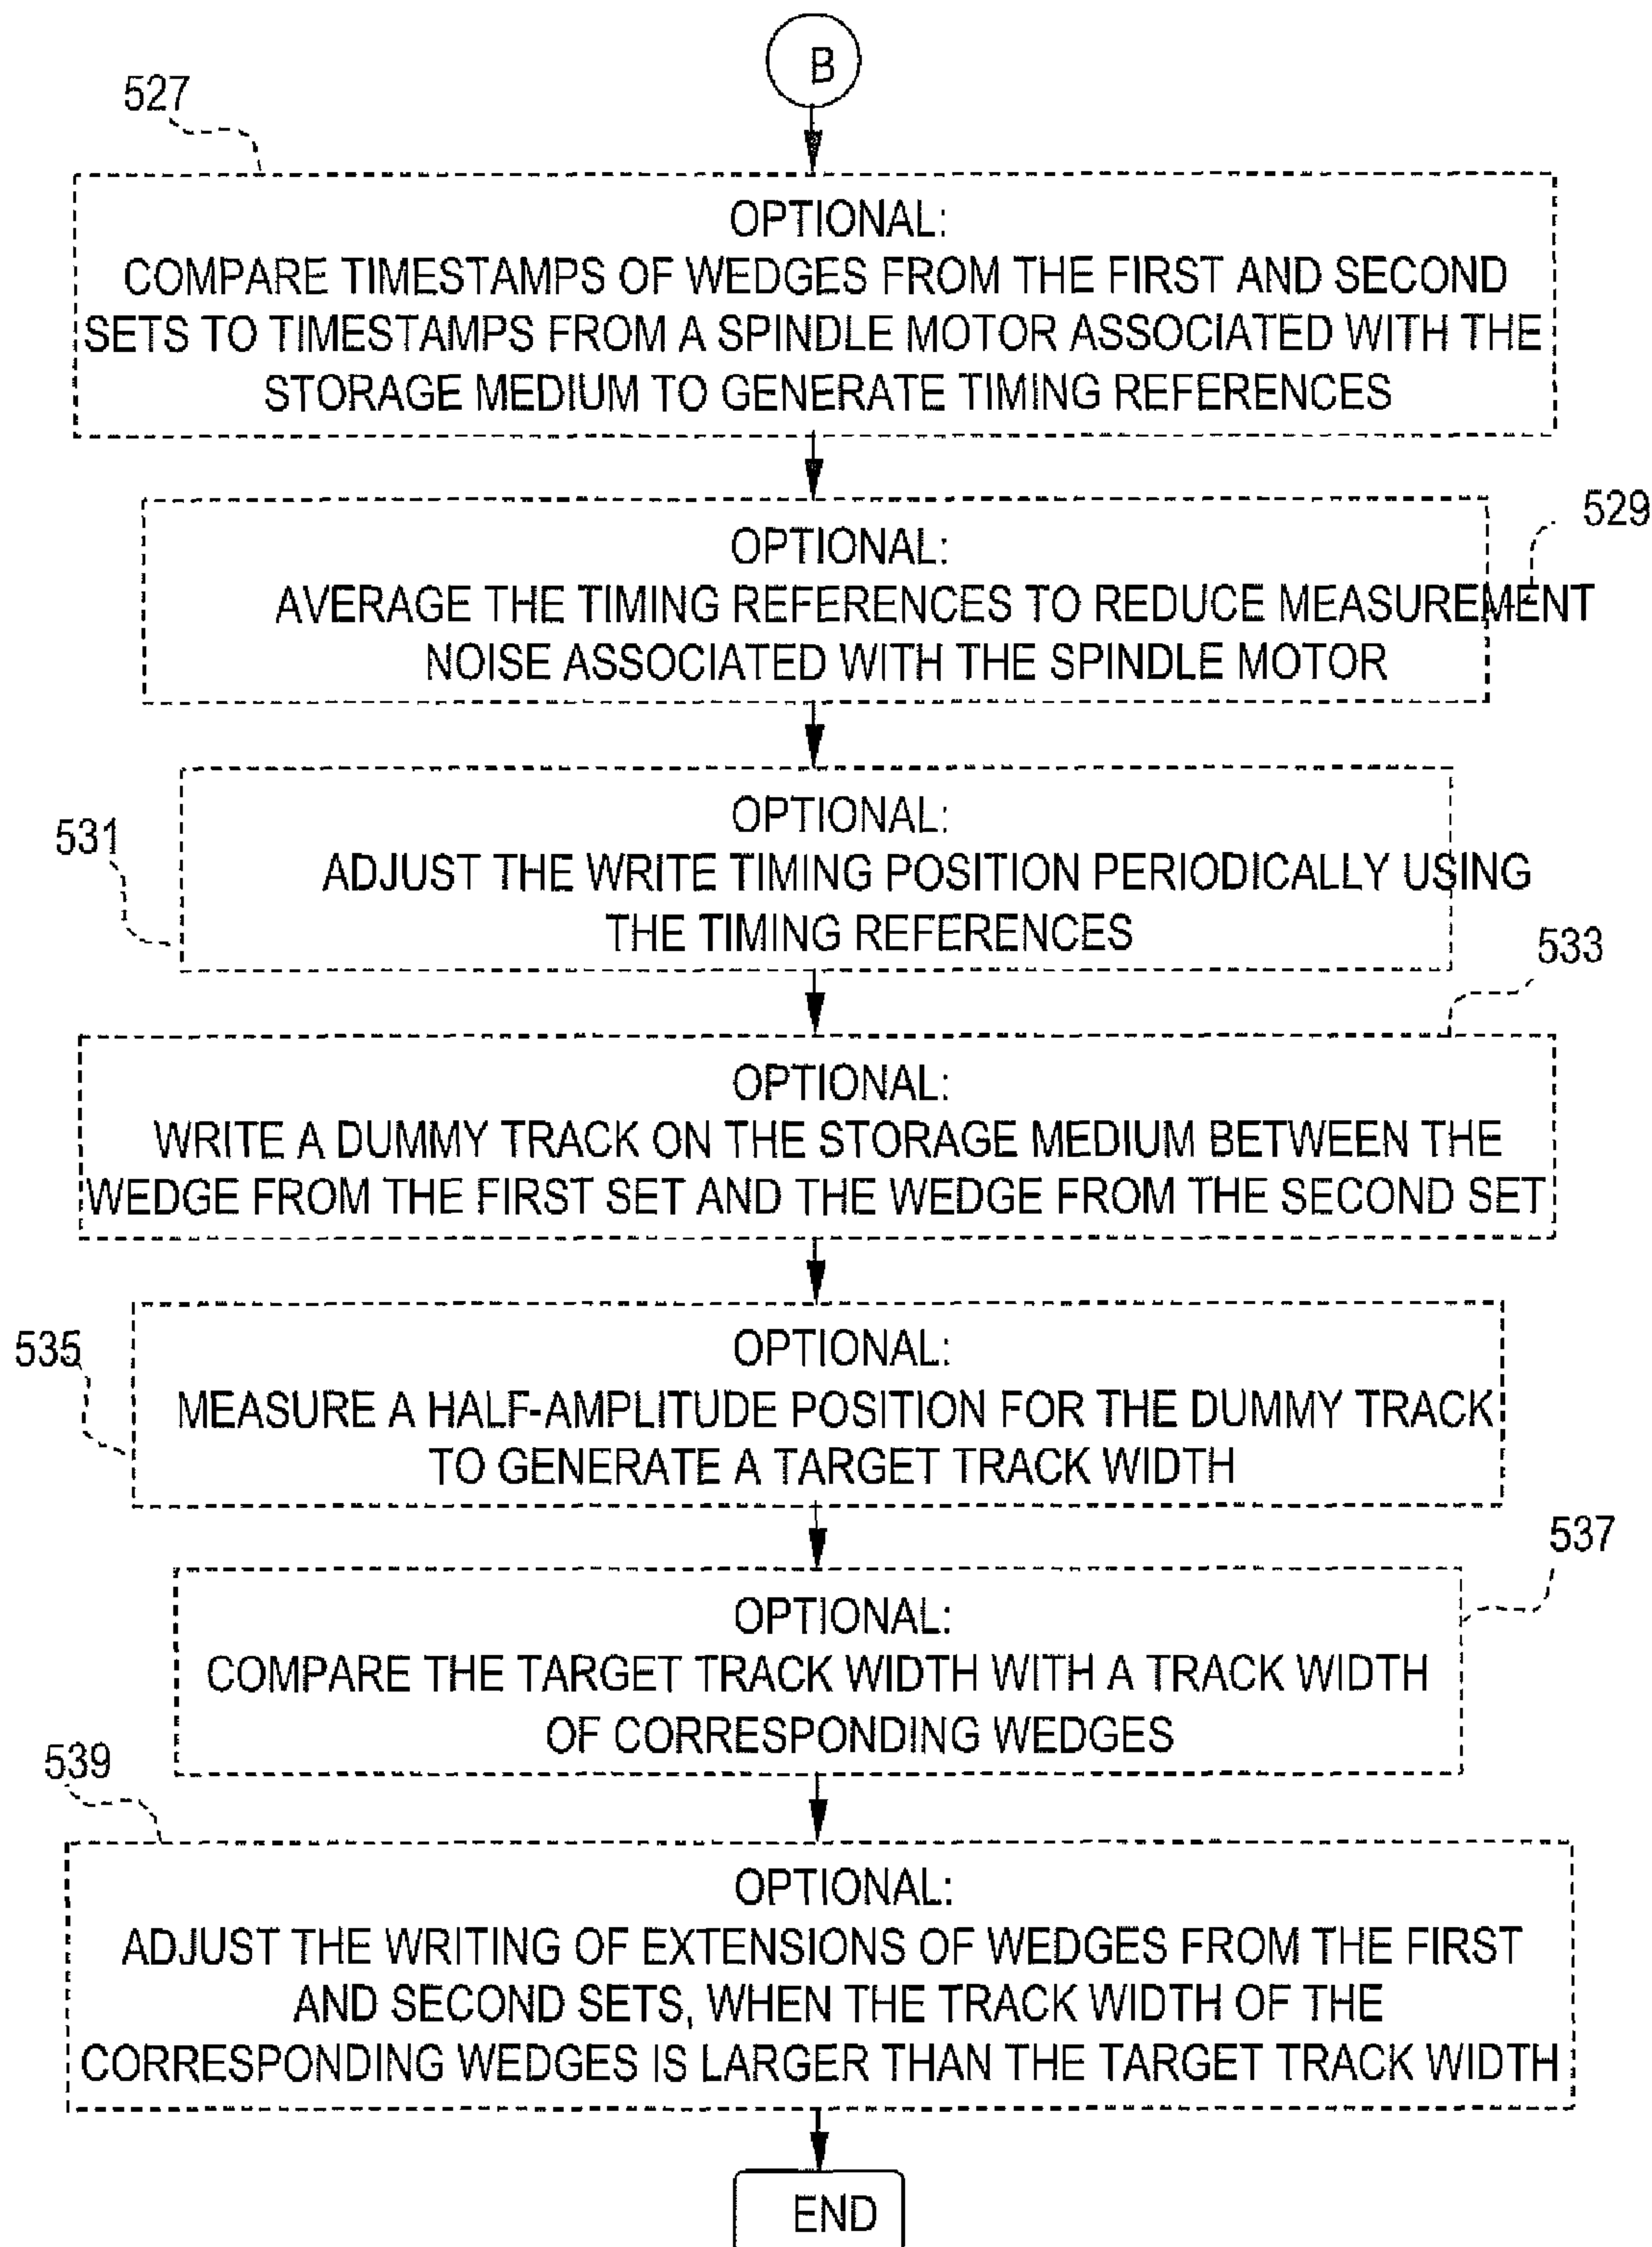 B
527
OPTIONAL:
COMPARE TIMESTAMPS OF WEDGES FROM THE FIRST AND SECOND
SETS TO TIMESTAMPS FROM A SPINDLE MOTOR ASSOCIATED WITH THE
STORAGE MEDIUM TO GENERATE TIMING REFERENCES
529
OPTIONAL:
AVERAGE THE TIMING REFERENCES TO REDUCE MEASUREMENT
NOISE ASSOCIATED WITH THE SPINDLE MOTOR
531
OPTIONAL:
ADJUST THE WRITE TIMING POSITION PERIODICALLY USING
THE TIMING REFERENCES
533
OPTIONAL:
WRITE A DUMMY TRACK ON THE STORAGE MEDIUM BETWEEN THE
WEDGE FROM THE FIRST SET AND THE WEDGE FROM THE SECOND SET
535
OPTIONAL:
MEASURE A HALF-AMPLITUDE POSITION FOR THE DUMMY TRACK
TO GENERATE A TARGET TRACK WIDTH
537
OPTIONAL:
COMPARE THE TARGET TRACK WIDTH WITH A TRACK WIDTH
OF CORRESPONDING WEDGES
539
OPTIONAL:
ADJUST THE WRITING OF EXTENSIONS OF WEDGES FROM THE FIRST
AND SECOND SETS, WHEN THE TRACK WIDTH OF THE
CORRESPONDING WEDGES IS LARGER THAN THE TARGET TRACK WIDTH
END